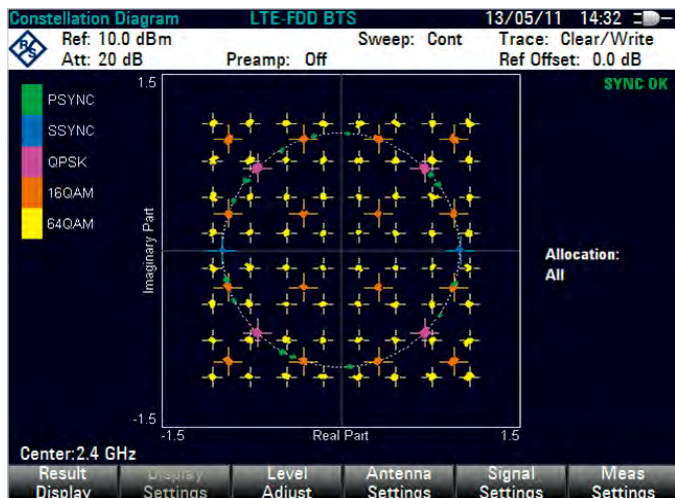 Constellation Diagram LTE-FDD BTS 13/05/11 14:32
R&S Ref: 10.0 dBm Sweep: Cont Trace: Clear/Write
Att: 20 dB Preamp: Off Ref Offset: 0.0 dB
1.5 SYNC OK
PSYNC
SSYNC
QPSK
16QAM
64QAM
Imaginary Part
Allocation:
All
-1.5
-1.5 Real Part 1.5
Center:2.4 GHz
Result Display
Display Settings
Level Adjust
Antenna Settings
Signal Settings
Meas Settings